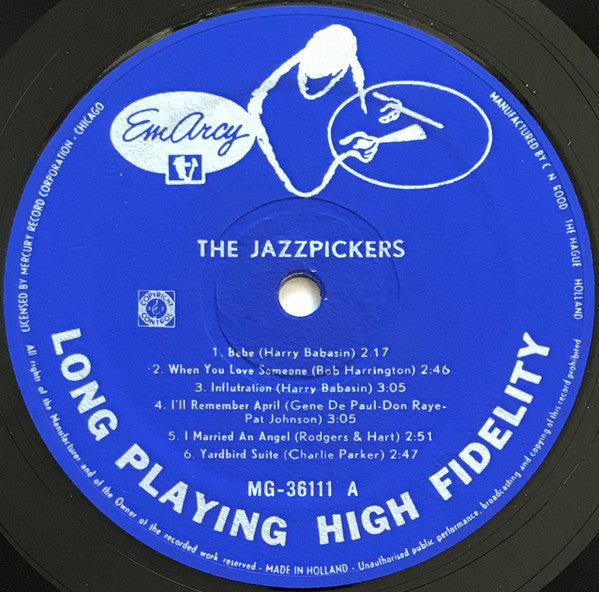 EmArcy
THE JAZZPICKERS
COPYRIGHT
CONTROL
1. Bebe (Harry Babasin) 2.17
2. When You Love Someone (Bob Harrington) 2:46
3. Influtration (Harry Babasin) 3:05
4. I'll Remember April (Gene De Paul-Don Raye-
Pat Johnson) 3:05
5. I Married An Angel (Rodgers & Hart) 2:51
6. Yardbird Suite (Charlie Parker) 2:47
MG-36111 A
LONG PLAYING HIGH FIDELITY
LICENSED BY MERCURY RECORD CORPORATION - CHICAGO
MANUFACTURED BY C. N. ROOD THE HAGUE HOLLAND
All rights of the Manufacturer and of the Owner of the recorded work reserved - MADE IN HOLLAND - Unauthorised public performance, broadcasting and copying of this record prohibited